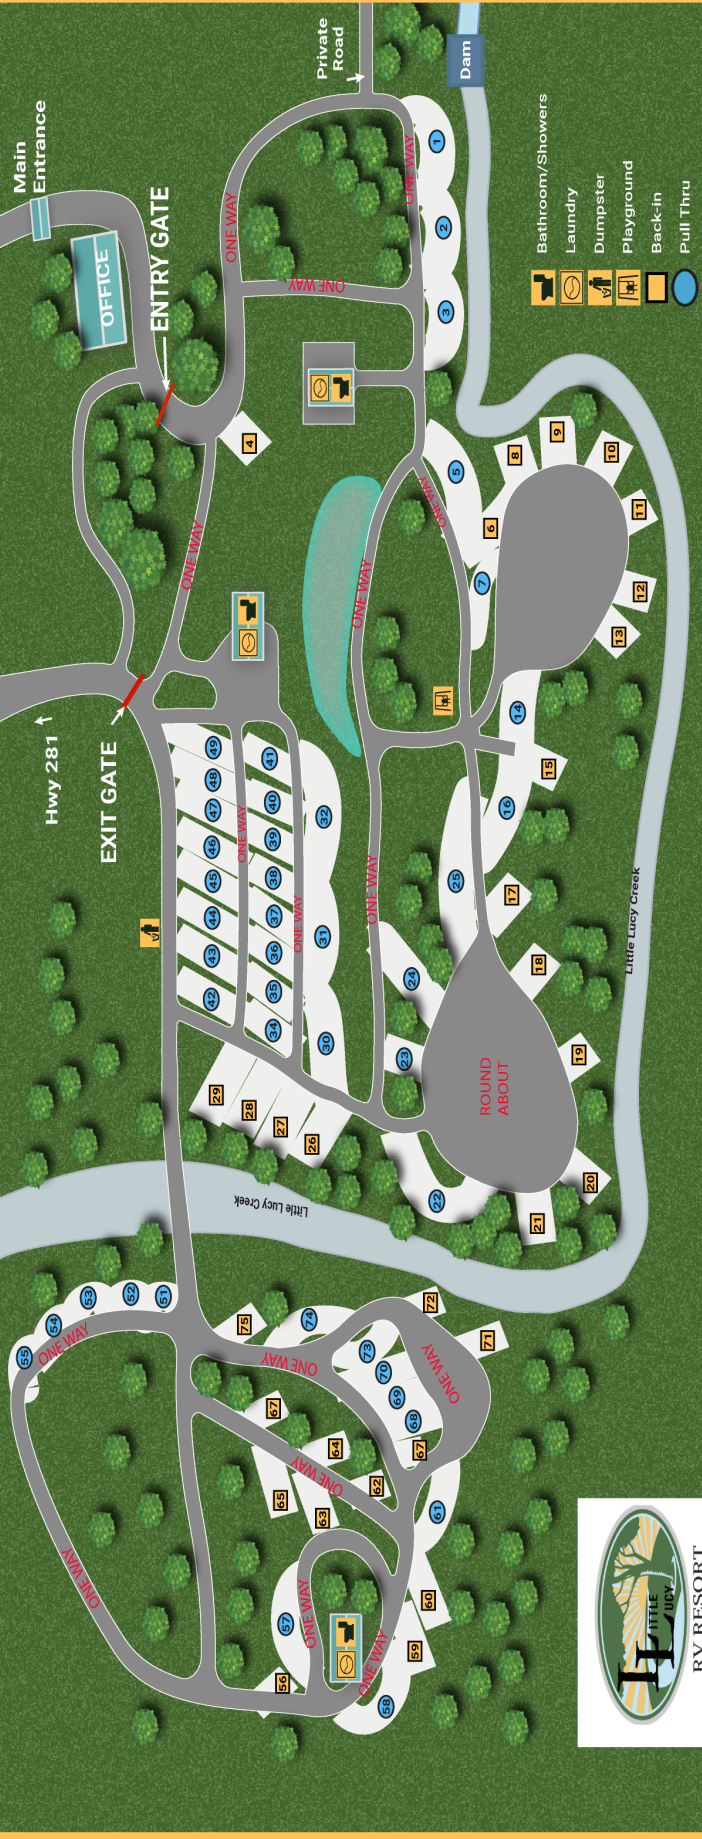 Main
Entrance
OFFICE
ENTRY GATE
Private
Road
Dam
Bathroom/Showers
Laundry
Dumpster
Playground
Back-in
Pull Thru
ONE WAY
ONE WAY
ONE WAY
1
2
3
4
5
6
7
8
9
10
11
12
13
14
15
16
17
18
19
20
21
22
23
24
25
ONE WAY
ONE WAY
ONE WAY
ONE WAY
Hwy 281
EXIT GATE
49
48
47
46
45
44
43
42
ONE WAY
41
40
39
38
37
36
35
34
ONE WAY
32
31
30
29
28
27
26
ROUND
ABOUT
Little Lucy Creek
Little Lucy Creek
51
52
53
54
55
ONE WAY
ONE WAY
75
74
ONE WAY
73
70
69
68
67
72
71
ONE WAY
67
64
62
65
63
ONE WAY
61
60
59
58
57
56
ONE WAY
ONE WAY
LITTLE
LUCY
RV RESORT